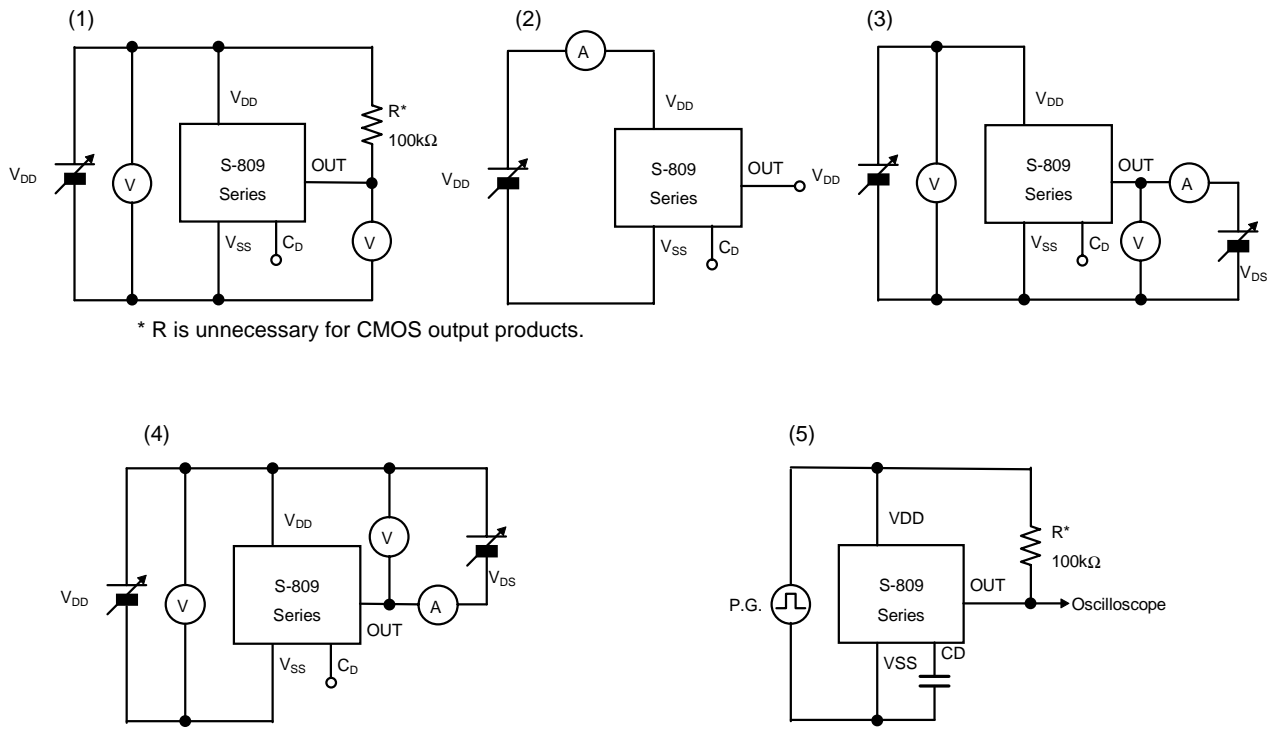 (1)
V_DD
V
V_DD
S-809
Series
OUT
R*
100kΩ
V_SS
C_D
V
(2)
A
V_DD
V_DD
S-809
Series
OUT
V_SS
C_D
(3)
V_DD
V
V_DD
S-809
Series
OUT
A
V_SS
C_D
V
V_DS
* R is unnecessary for CMOS output products.
(4)
V_DD
V
V_DD
S-809
Series
V
V_DS
OUT
A
V_SS
C_D
(5)
P.G.
VDD
S-809
Series
OUT
R*
100kΩ
Oscilloscope
VSS
CD